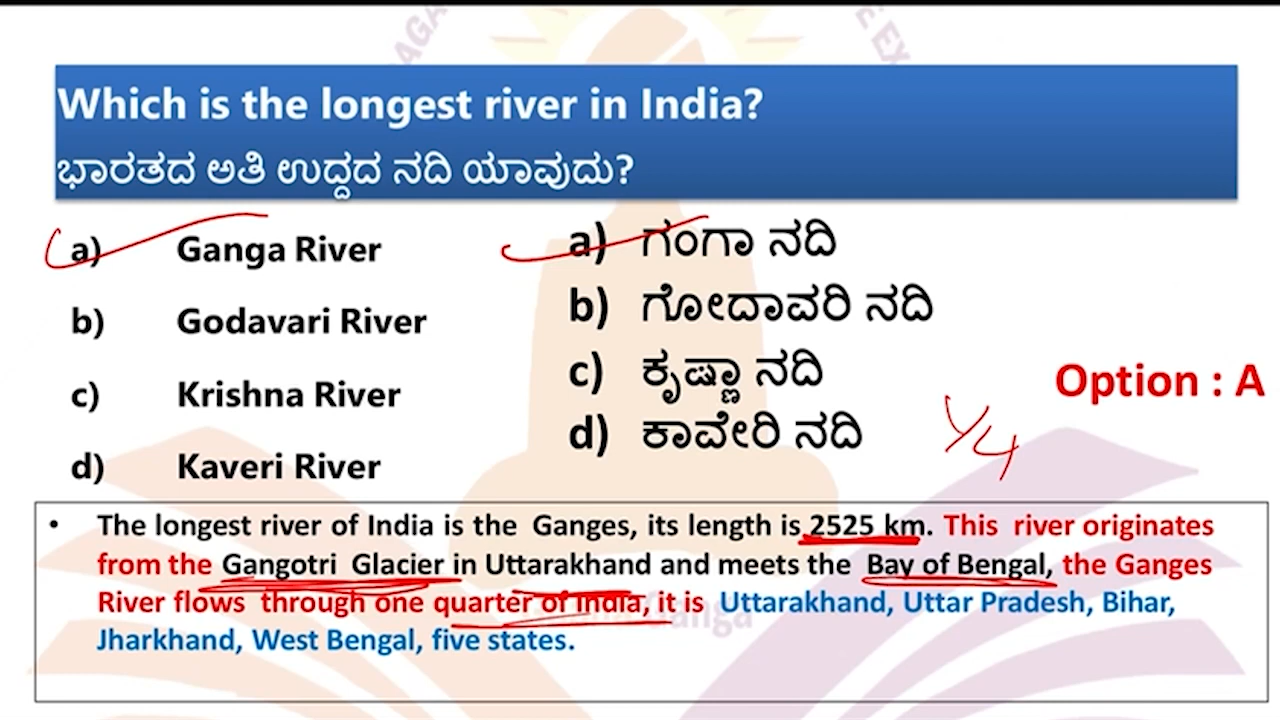 Which is the longest river in India?
ಭಾರತದ ಅತಿ ಉದ್ದದ ನದಿ ಯಾವುದು?
a) Ganga River
b) Godavari River
c) Krishna River
d) Kaveri River
a) ಗಂಗಾ ನದಿ
b) ಗೋದಾವರಿ ನದಿ
c) ಕೃಷ್ಣಾ ನದಿ
d) ಕಾವೇರಿ ನದಿ
Option : A
1/4
• The longest river of India is the Ganges, its length is 2525 km. This river originates
from the Gangotri Glacier in Uttarakhand and meets the Bay of Bengal, the Ganges
River flows through one quarter of India, it is Uttarakhand, Uttar Pradesh, Bihar,
Jharkhand, West Bengal, five states.